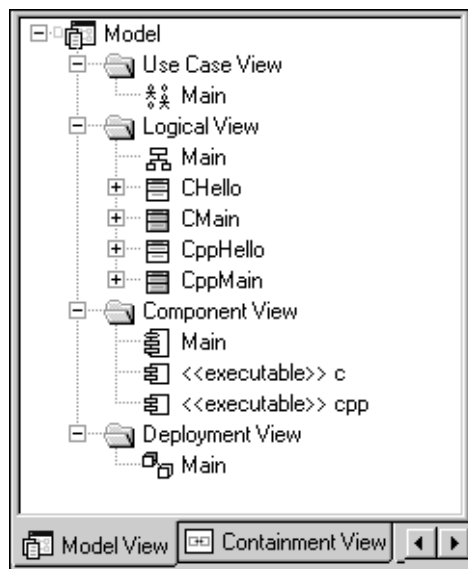 Model
Use Case View
Main
Logical View
Main
CHello
CMain
CppHello
CppMain
Component View
Main
<<executable>> c
<<executable>> cpp
Deployment View
Main
Model View Containment View